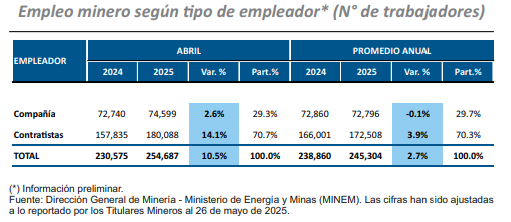 Empleo minero según tipo de empleador* (N° de trabajadores)
EMPLEADOR ABRIL PROMEDIO ANUAL
2024 2025 Var. % Part.% 2024 2025 Var. % Part.%
Compañía 72,740 74,599 2.6% 29.3% 72,860 72,796 -0.1% 29.7%
Contratistas 157,835 180,088 14.1% 70.7% 166,001 172,508 3.9% 70.3%
TOTAL 230,575 254,687 10.5% 100.0% 238,860 245,304 2.7% 100.0%
(*) Información preliminar.
Fuente: Dirección General de Minería - Ministerio de Energía y Minas (MINEM). Las cifras han sido ajustadas
a lo reportado por los Titulares Mineros al 26 de mayo de 2025.